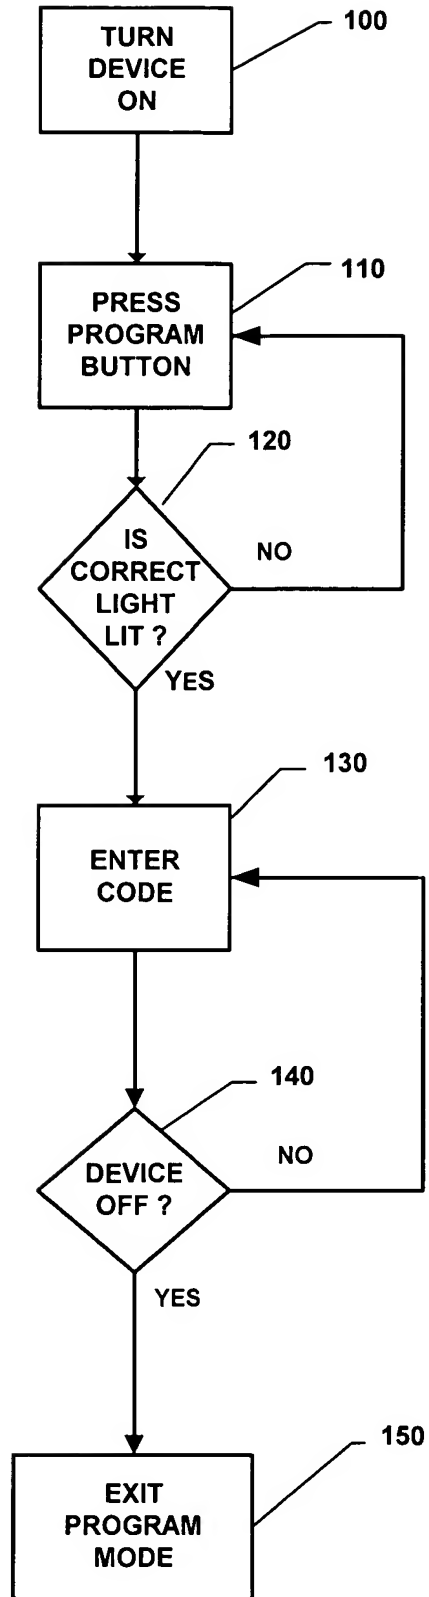 TURN
DEVICE
ON
100
PRESS
PROGRAM
BUTTON
110
120
IS
CORRECT
LIGHT
LIT ?
NO
YES
130
ENTER
CODE
140
DEVICE
OFF ?
NO
YES
150
EXIT
PROGRAM
MODE